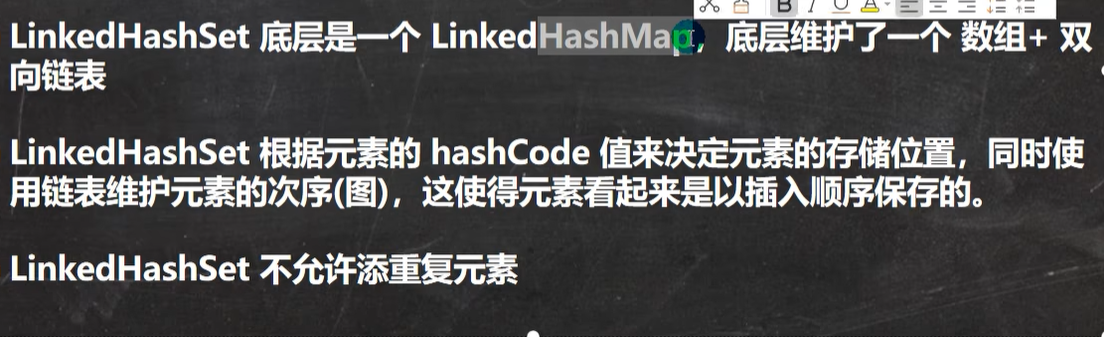 B I U A
LinkedHashSet 底层是一个 LinkedHashMap，底层维护了一个 数组+ 双
向链表
LinkedHashSet 根据元素的 hashCode 值来决定元素的存储位置，同时使
用链表维护元素的次序(图)，这使得元素看起来是以插入顺序保存的。
LinkedHashSet 不允许添重复元素